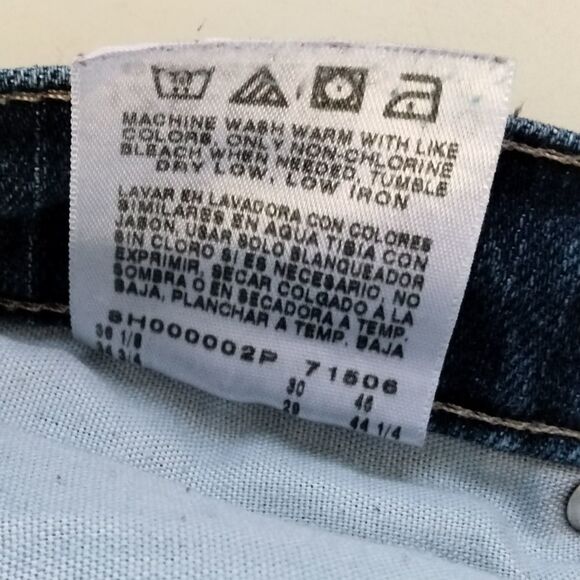 MACHINE WASH WARM WITH LIKE
COLORS, ONLY NON-CHLORINE
BLEACH WHEN NEEDED, TUMBLE
DRY LOW, LOW IRON
LAVAR EN LAVADORA CON COLORES
SIMILARES EN AGUA TIBIA CON
JABON, USAR SOLO BLANQUEADOR
SIN CLORO SI ES NECESARIO, NO
EXPRIMIR, SECAR COLGADO A LA
SOMBRA O EN SECADORA A TEMP.
BAJA, PLANCHAR A TEMP. BAJA
SH000002P 71506
30 46
29 44 1/4